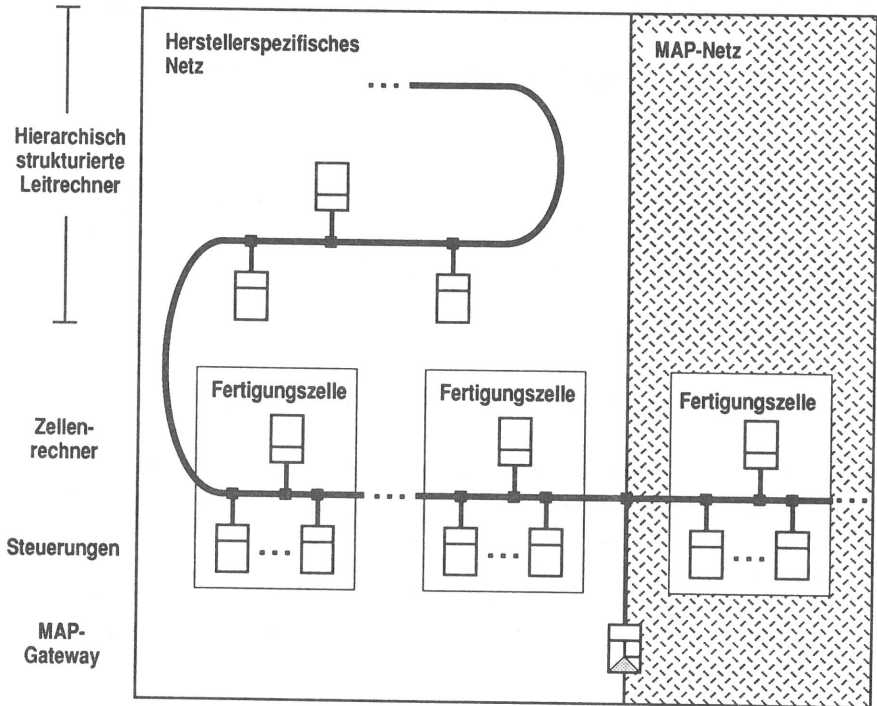 Herstellerspezifisches
Netz
MAP-Netz
Hierarchisch
strukturierte
Leitrechner
Fertigungszelle
Fertigungszelle
Fertigungszelle
Zellen-
rechner
Steuerungen
MAP-
Gateway